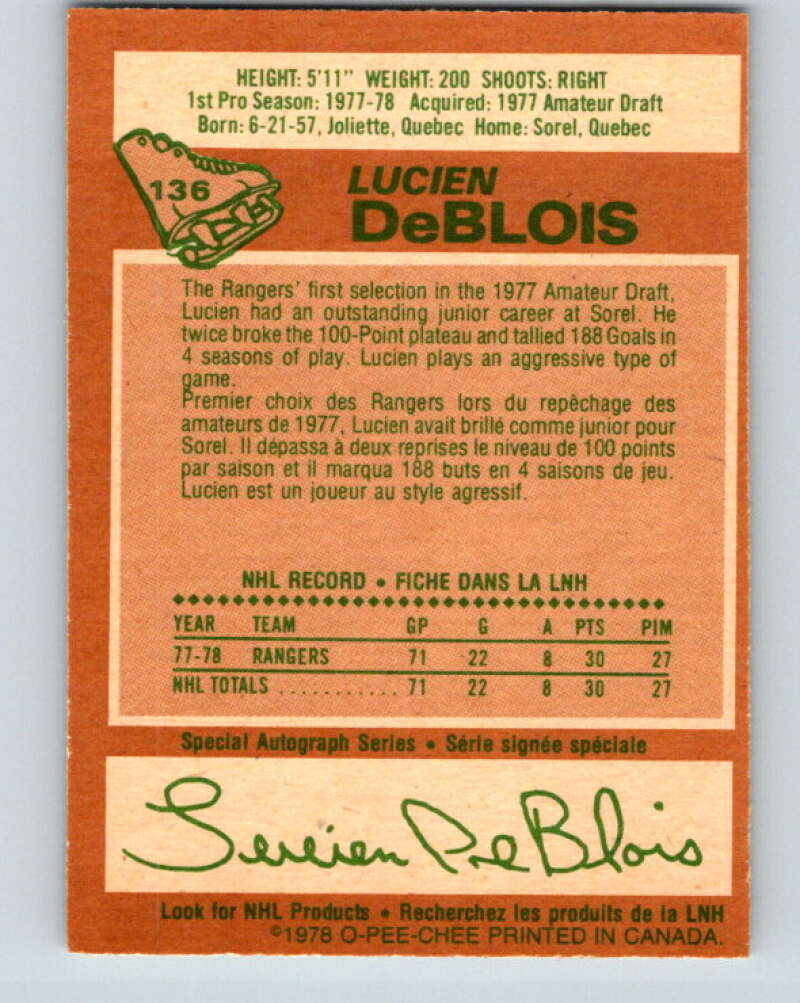 HEIGHT: 5'11" WEIGHT: 200 SHOOTS: RIGHT
1st Pro Season: 1977-78 Acquired: 1977 Amateur Draft
Born: 6-21-57, Joliette, Quebec Home: Sorel, Quebec
136
LUCIEN
DeBLOIS
The Rangers' first selection in the 1977 Amateur Draft,
Lucien had an outstanding junior career at Sorel. He
twice broke the 100-Point plateau and tallied 188 Goals in
4 seasons of play. Lucien plays an aggressive type of
game.
Premier choix des Rangers lors du repêchage des
amateurs de 1977, Lucien avait brillé comme junior pour
Sorel. Il dépassa à deux reprises le niveau de 100 points
par saison et il marqua 188 buts en 4 saisons de jeu.
Lucien est un joueur au style agressif.
NHL RECORD • FICHE DANS LA LNH
YEAR TEAM GP G A PTS PIM
77-78 RANGERS 71 22 8 30 27
NHL TOTALS ............ 71 22 8 30 27
Special Autograph Series • Série signée spéciale
Lucien DeBlois
Look for NHL Products • Recherchez les produits de la LNH
©1978 O-PEE-CHEE PRINTED IN CANADA.